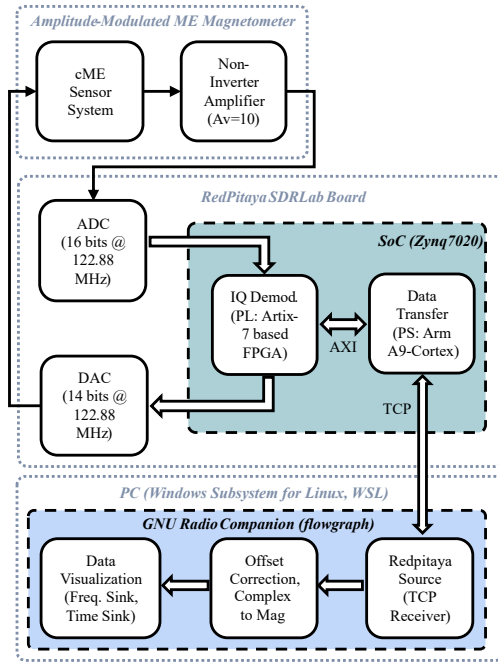 Amplitude-Modulated ME Magnetometer
cME
Sensor
System
Non-
Inverter
Amplifier
(Av=10)
RedPitaya SDRLab Board
ADC
(16 bits @
122.88
MHz)
SoC (Zynq7020)
IQ Demod.
(PL: Artix-
7 based
FPGA)
AXI
Data
Transfer
(PS: Arm
A9-Cortex)
DAC
(14 bits @
122.88
MHz)
TCP
PC (Windows Subsystem for Linux, WSL)
GNU Radio Companion (flowgraph)
Data
Visualization
(Freq. Sink,
Time Sink)
Offset
Correction,
Complex
to Mag
Redpitaya
Source
(TCP
Receiver)